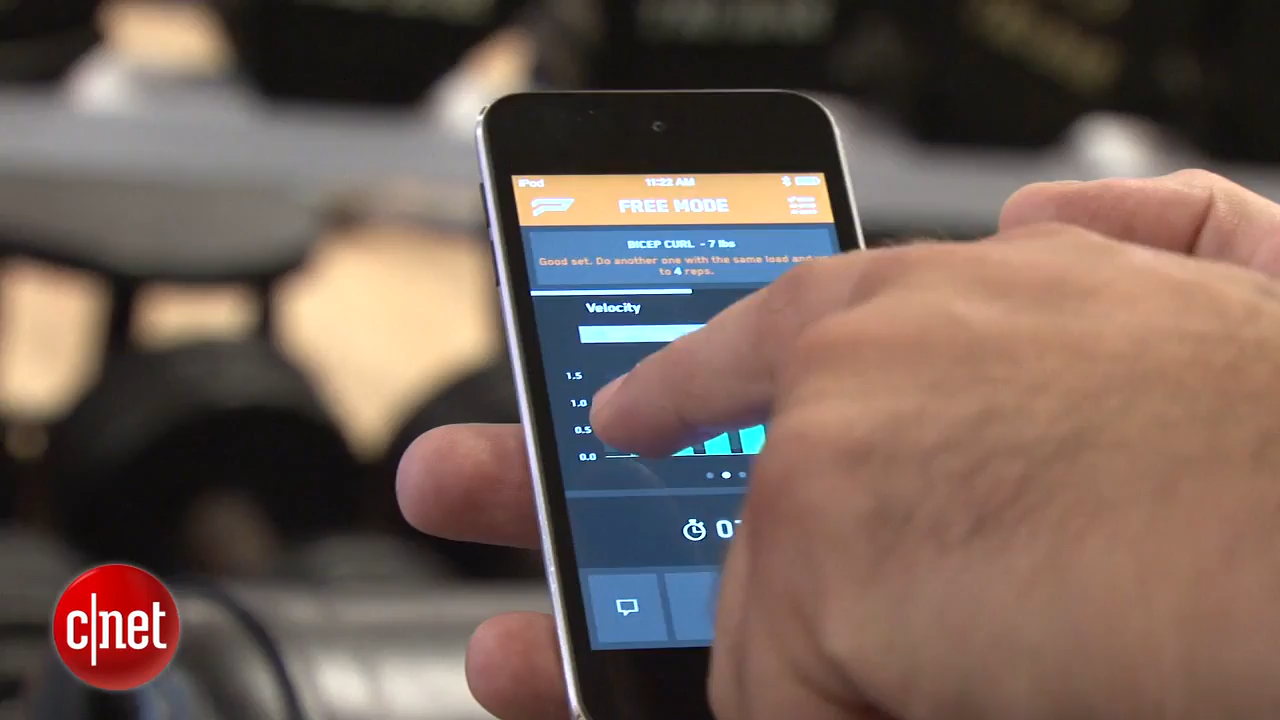 iPod 11:22 AM
FREE MODE
BICEP CURL - 7 lbs
Good set. Do another one with the same load and
to 4 reps.
Velocity
1.5
1.0
0.5
0.0
c|net